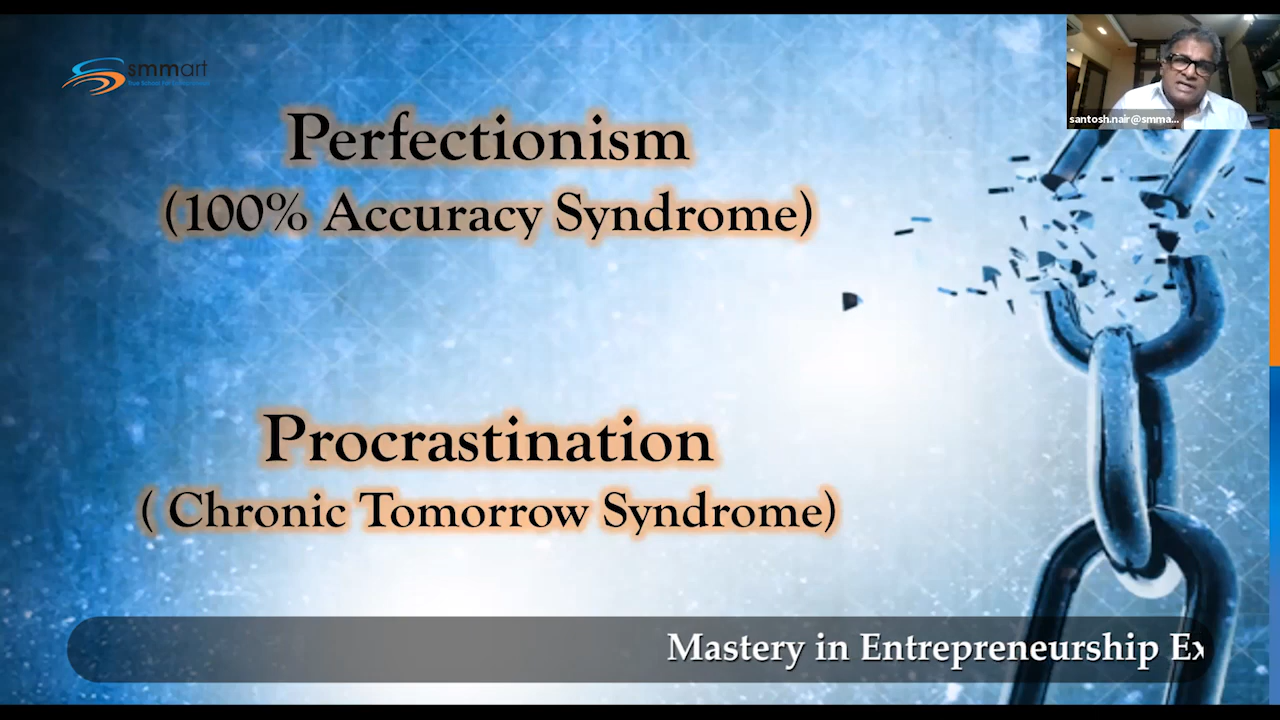 smmart
santosh.nair@smma...
Perfectionism
(100% Accuracy Syndrome)
Procrastination
( Chronic Tomorrow Syndrome)
Mastery in Entrepreneurship Ex